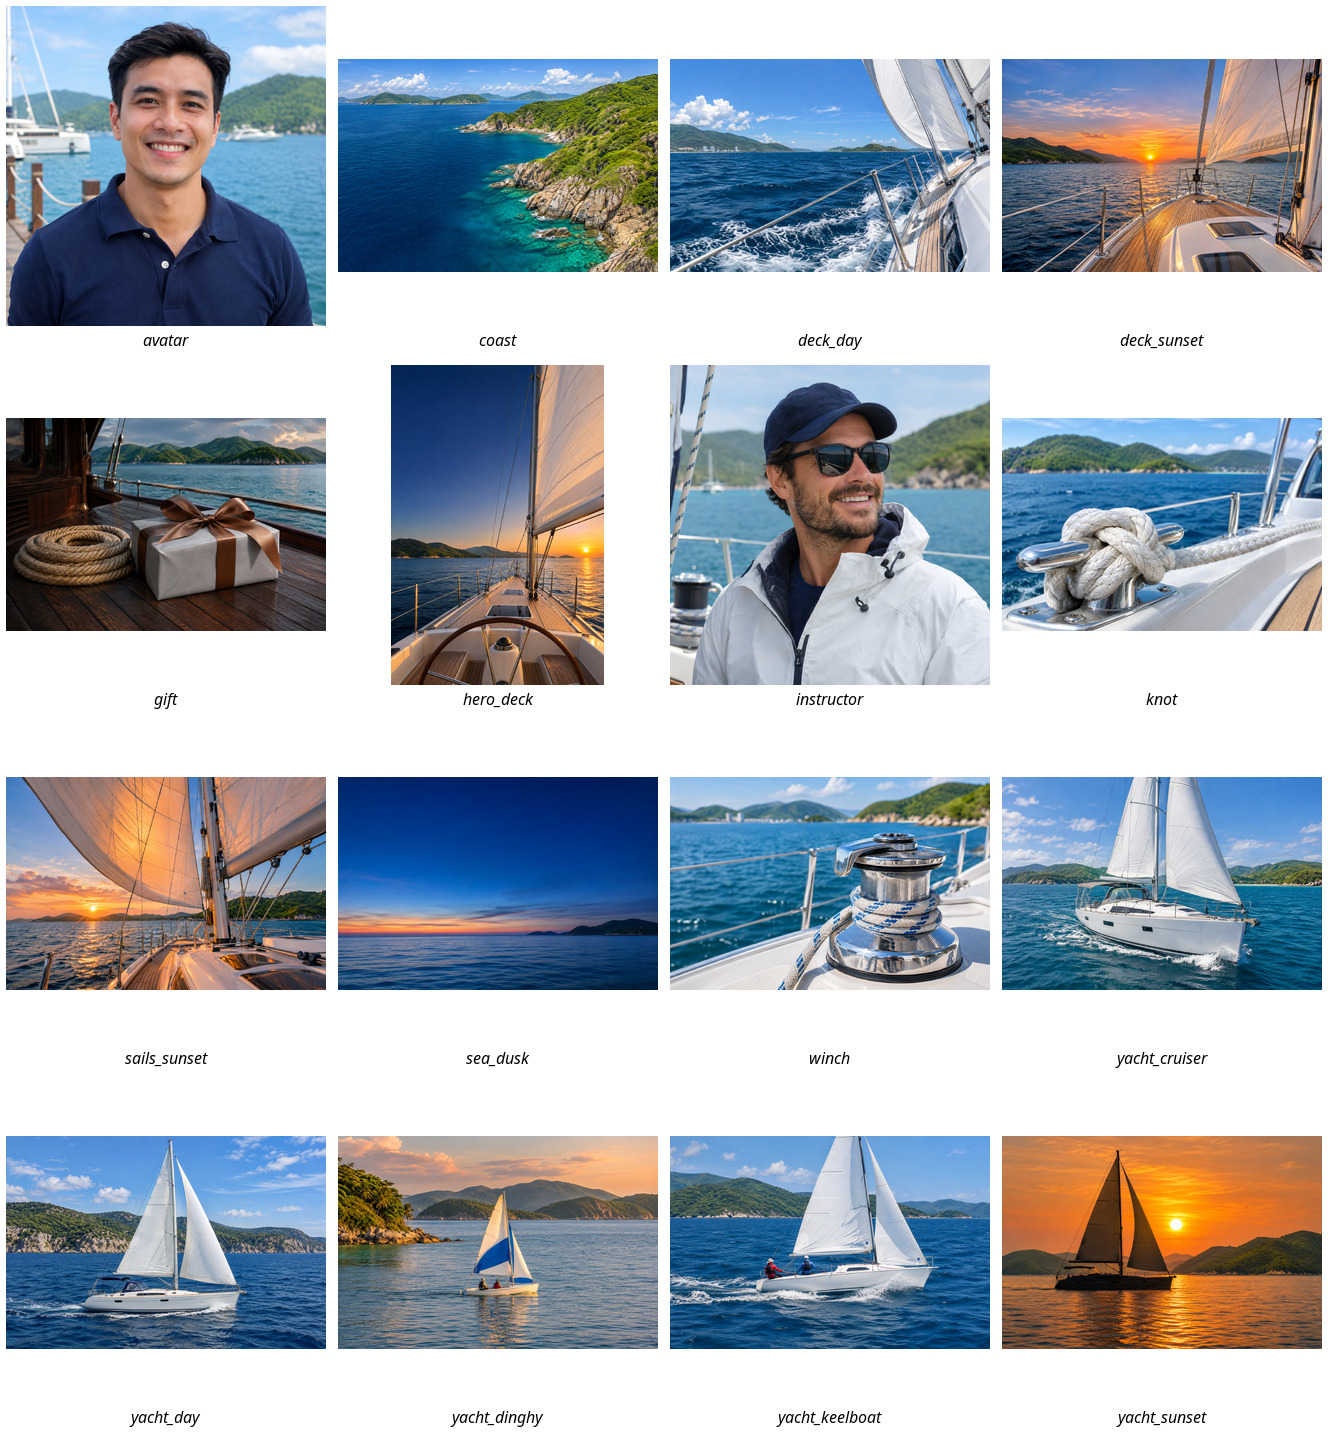 avatar
coast
deck_day
deck_sunset
gift
hero_deck
instructor
knot
sails_sunset
sea_dusk
winch
yacht_cruiser
yacht_day
yacht_dinghy
yacht_keelboat
yacht_sunset